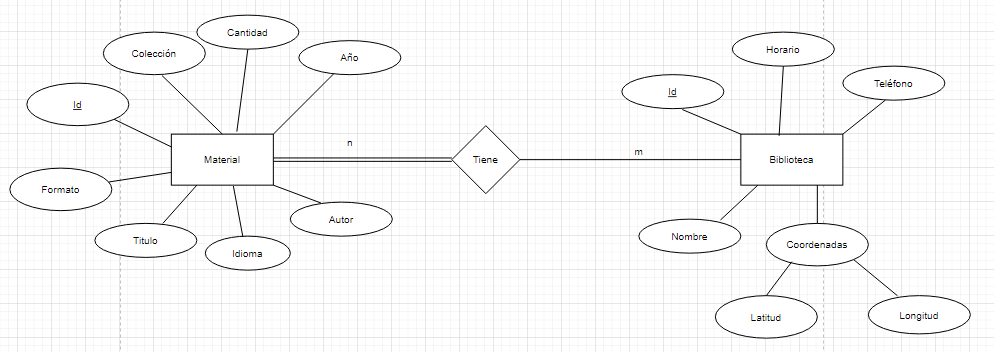 Cantidad
Colección
Año
Id
Material
Formato
Titulo
Idioma
Autor
n
Tiene
m
Horario
Id
Teléfono
Biblioteca
Nombre
Coordenadas
Latitud
Longitud